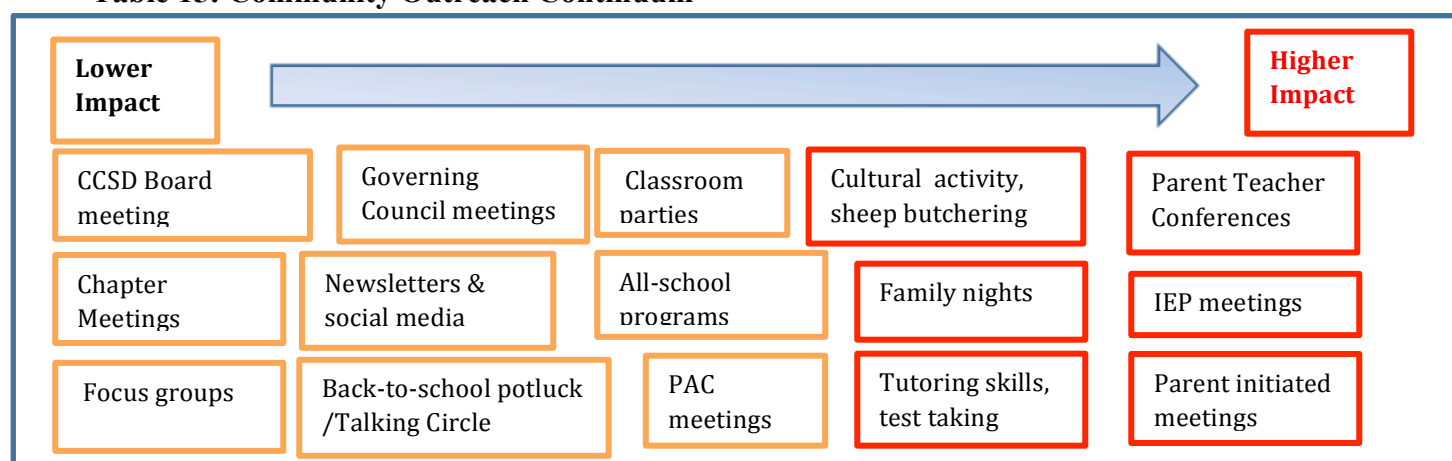 Table 13: Community Outreach Continuum
Lower
Impact
Higher
Impact
CCSD Board
meeting
Governing
Council meetings
Classroom
parties
Cultural activity,
sheep butchering
Parent Teacher
Conferences
Chapter
Meetings
Newsletters &
social media
All-school
programs
Family nights
IEP meetings
Focus groups
Back-to-school potluck
/Talking Circle
PAC
meetings
Tutoring skills,
test taking
Parent initiated
meetings